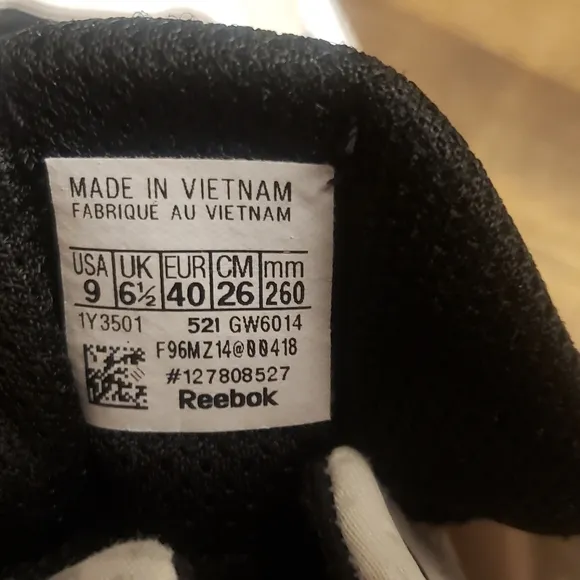 MADE IN VIETNAM
FABRIQUE AU VIETNAM
USA UK EUR CM mm
9 6½ 40 26 260
1Y3501 521 GW6014
F96MZ14@00418
#127808527
Reebok